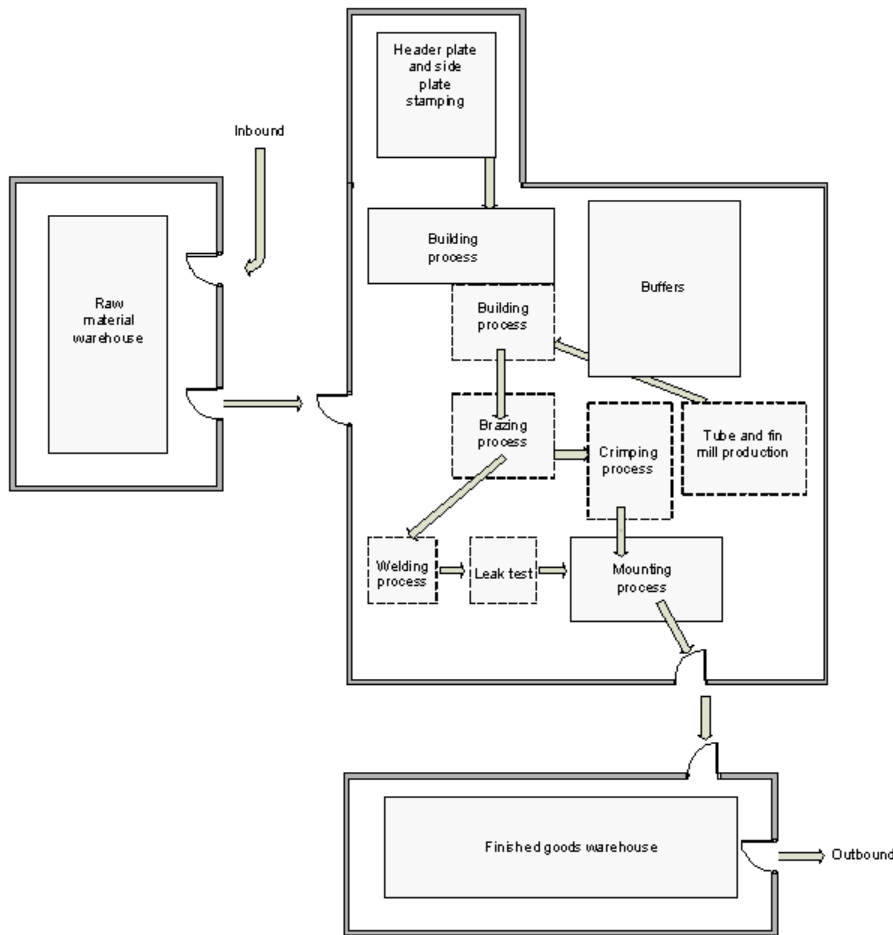 Header plate
and side
plate
stamping
Inbound
Building
process
Buffers
Raw
material
warehouse
Building
process
Brazing
process
Crimping
process
Tube and fin
mill production
Welding
process
Leak test
Mounting
process
Finished goods warehouse
Outbound